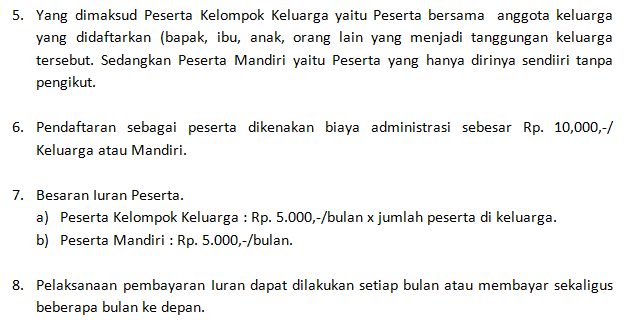 5. Yang dimaksud Peserta Kelompok Keluarga yaitu Peserta bersama anggota keluarga
yang didaftarkan (bapak, ibu, anak, orang lain yang menjadi tanggungan keluarga
tersebut. Sedangkan Peserta Mandiri yaitu Peserta yang hanya dirinya sendiiri tanpa
pengikut.
6. Pendaftaran sebagai peserta dikenakan biaya administrasi sebesar Rp. 10,000,-/
Keluarga atau Mandiri.
7. Besaran Iuran Peserta.
a) Peserta Kelompok Keluarga : Rp. 5.000,-/bulan x jumlah peserta di keluarga.
b) Peserta Mandiri : Rp. 5.000,-/bulan.
8. Pelaksanaan pembayaran Iuran dapat dilakukan setiap bulan atau membayar sekaligus
beberapa bulan ke depan.